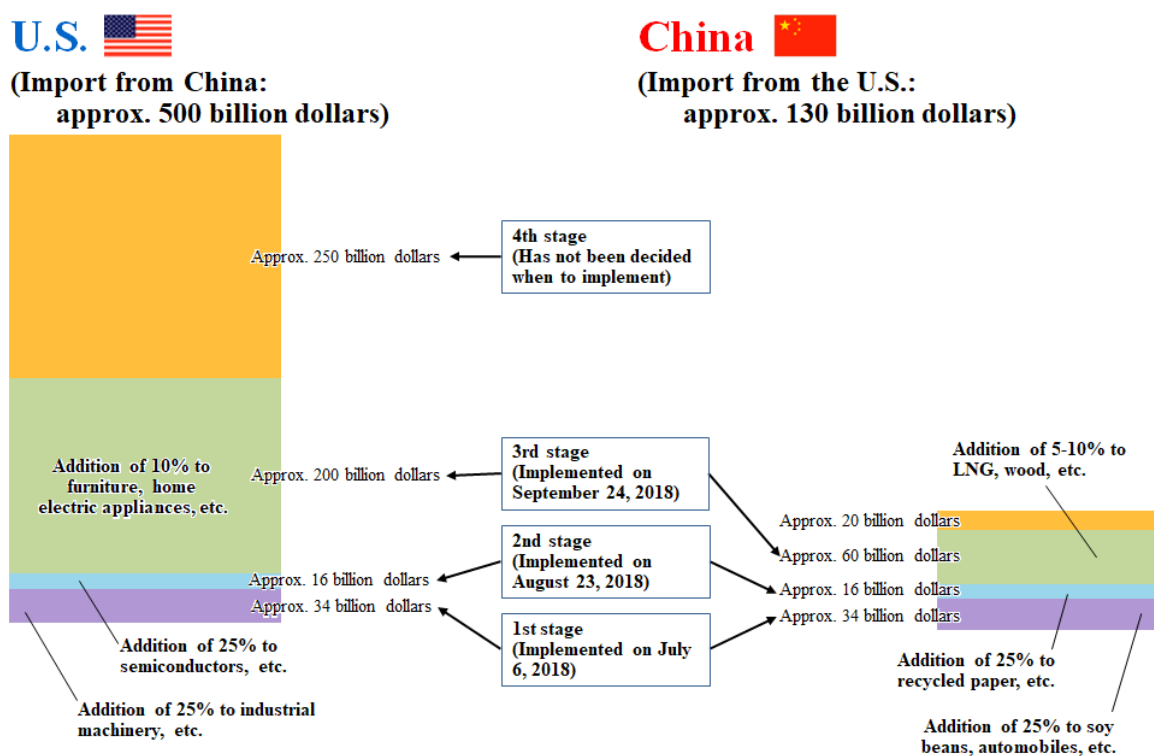 U.S.
(Import from China:
approx. 500 billion dollars)
China
(Import from the U.S.:
approx. 130 billion dollars)
Approx. 250 billion dollars
4th stage
(Has not been decided
when to implement)
Addition of 10% to
furniture, home
electric appliances, etc.
Approx. 200 billion dollars
3rd stage
(Implemented on
September 24, 2018)
Addition of 5-10% to
LNG, wood, etc.
Approx. 20 billion dollars
Approx. 60 billion dollars
2nd stage
(Implemented on
August 23, 2018)
Approx. 16 billion dollars
Approx. 16 billion dollars
Approx. 34 billion dollars
Approx. 34 billion dollars
1st stage
(Implemented on July
6, 2018)
Addition of 25% to
semiconductors, etc.
Addition of 25% to
recycled paper, etc.
Addition of 25% to industrial
machinery, etc.
Addition of 25% to soy
beans, automobiles, etc.